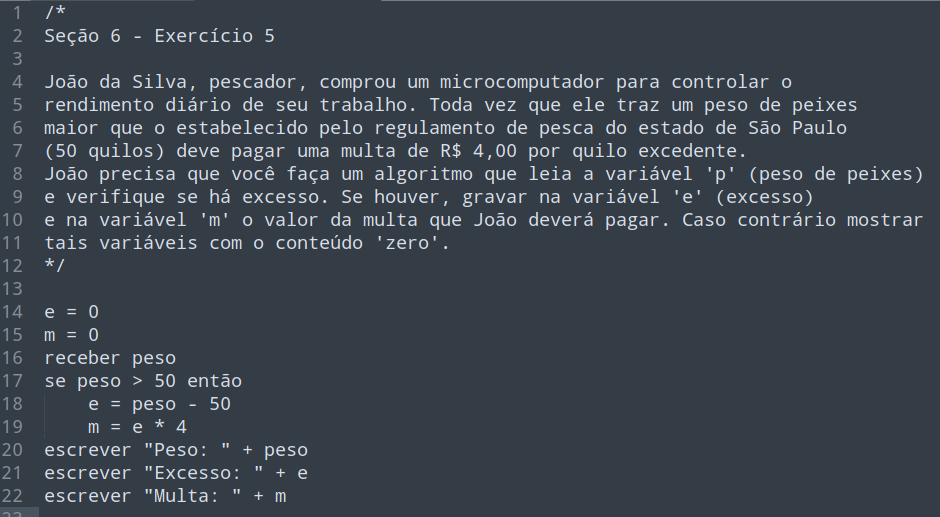 1 /*
2 Seção 6 - Exercício 5
3
4 João da Silva, pescador, comprou um microcomputador para controlar o
5 rendimento diário de seu trabalho. Toda vez que ele traz um peso de peixes
6 maior que o estabelecido pelo regulamento de pesca do estado de São Paulo
7 (50 quilos) deve pagar uma multa de R$ 4,00 por quilo excedente.
8 João precisa que você faça um algoritmo que leia a variável 'p' (peso de peixes)
9 e verifique se há excesso. Se houver, gravar na variável 'e' (excesso)
10 e na variável 'm' o valor da multa que João deverá pagar. Caso contrário mostrar
11 tais variáveis com o conteúdo 'zero'.
12 */
13
14 e = 0
15 m = 0
16 receber peso
17 se peso > 50 então
18     e = peso - 50
19     m = e * 4
20 escrever "Peso: " + peso
21 escrever "Excesso: " + e
22 escrever "Multa: " + m
23